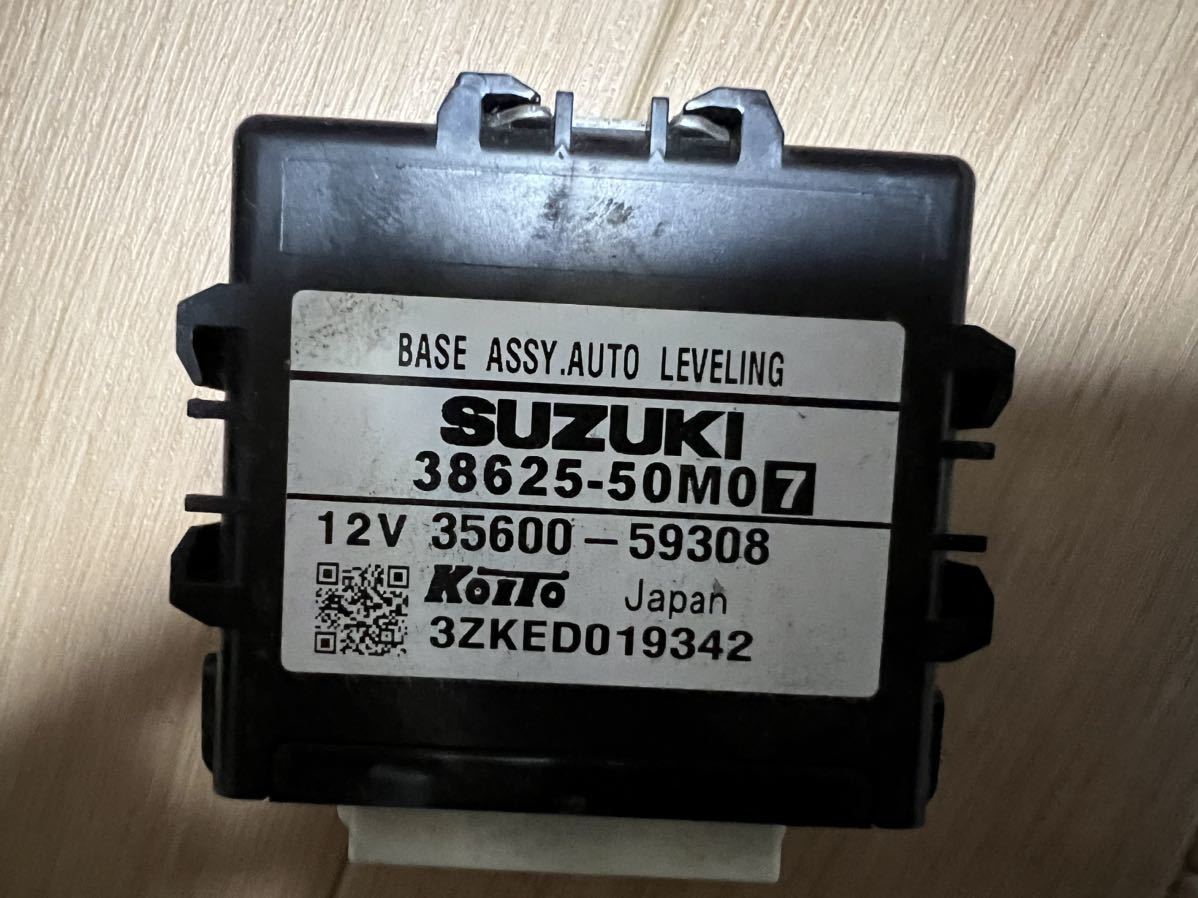 BASE ASSY.AUTO LEVELING
SUZUKI
38625-50M07
12V 35600-59308
KOITO Japan
3ZKED019342